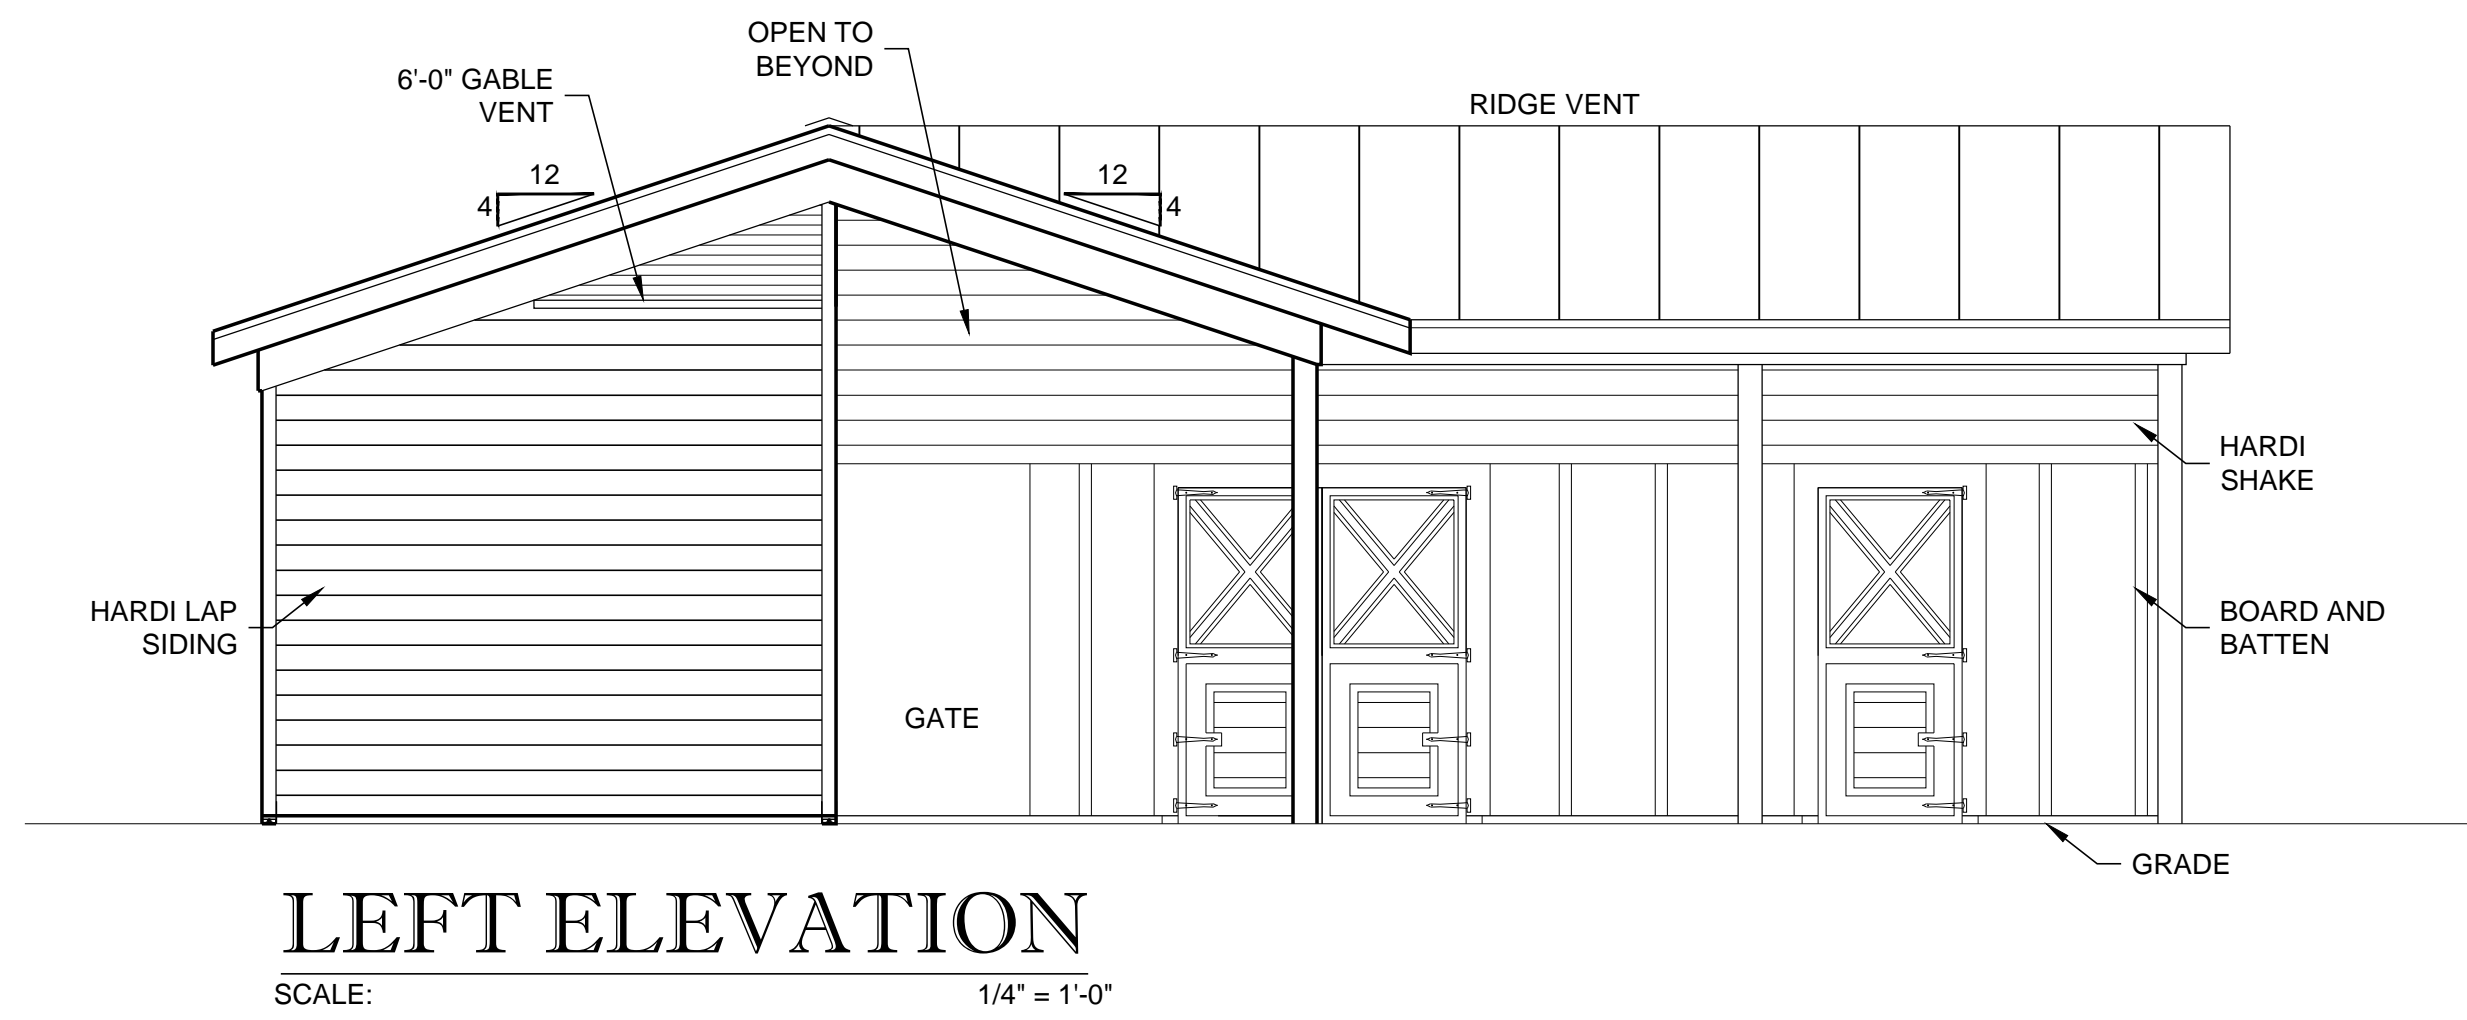 OPEN TO
BEYOND
6'-0" GABLE
VENT
RIDGE VENT
12
4
12
4
HARDI
SHAKE
HARDI LAP
SIDING
BOARD AND
BATTEN
GATE
GRADE
LEFT ELEVATION
SCALE: 1/4" = 1'-0"